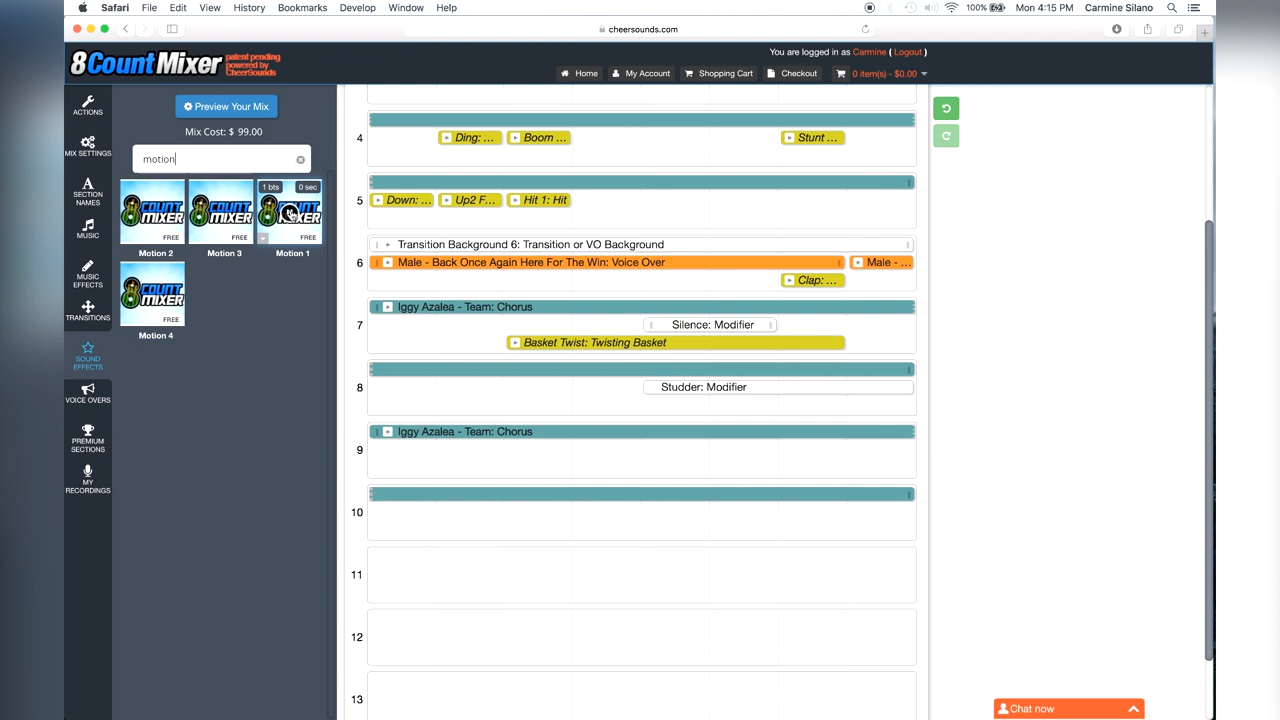 Safari File Edit View History Bookmarks Develop Window Help
100% Mon 4:15 PM Carmine Silano
cheersounds.com
8CountMixer
patent pending
powered by
CheerSounds
You are logged in as Carmine ( Logout )
Home My Account Shopping Cart Checkout 0 item(s) - $0.00
ACTIONS
MIX SETTINGS
SECTION
NAMES
MUSIC
MUSIC
EFFECTS
TRANSITIONS
SOUND
EFFECTS
VOICE OVERS
PREMIUM
SECTIONS
MY
RECORDINGS
Preview Your Mix
Mix Cost: $ 99.00
motion
1 bts 0 sec
8COUNT MIXER FREE
8COUNT MIXER FREE
FREE
Motion 2 Motion 3 Motion 1
8COUNT MIXER FREE
Motion 4
4
Ding: ... Boom ... Stunt ...
5
Down: ... Up2 F... Hit 1: Hit
Transition Background 6: Transition or VO Background
6 Male - Back Once Again Here For The Win: Voice Over Male - ...
Clap: ...
Iggy Azalea - Team: Chorus
7 Silence: Modifier
Basket Twist: Twisting Basket
8 Studder: Modifier
Iggy Azalea - Team: Chorus
9
10
11
12
13
Chat now